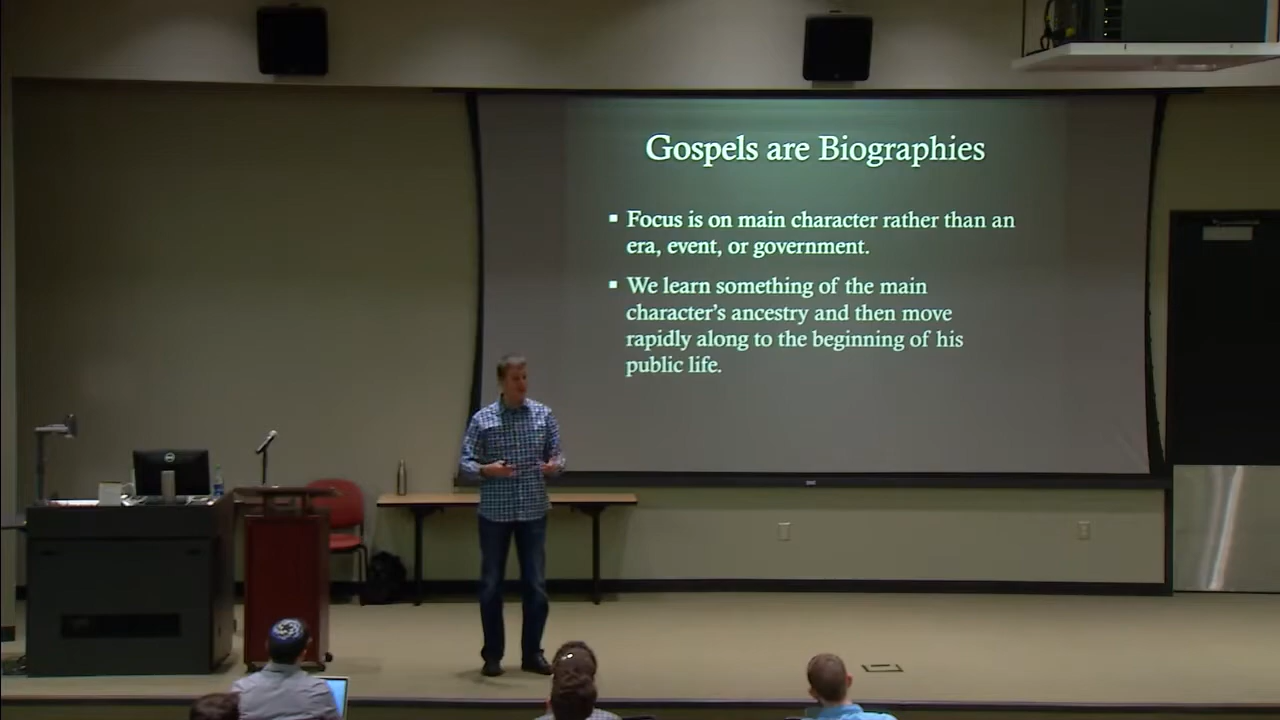 Gospels are Biographies
▪ Focus is on main character rather than an
era, event, or government.
▪ We learn something of the main
character's ancestry and then move
rapidly along to the beginning of his
public life.